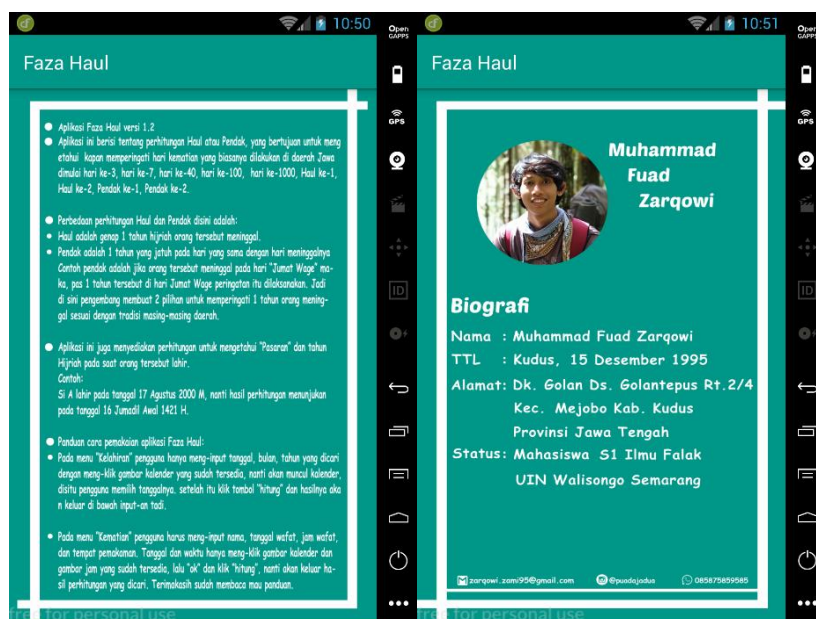 10:50
Faza Haul
Aplikasi Faza Haul versi 1.2
Aplikasi ini berisi tentang perhitungan Haul atau Pendak, yang bertujuan untuk meng
etahui kapan memperingati hari kematian yang biasanya dilakukan di daerah Jawa
dimulai hari ke-3, hari ke-7, hari ke-40, hari ke-100, hari ke-1000, Haul ke-1,
Haul ke-2, Pendak ke-1, Pendak ke-2.
Perbedaan perhitungan Haul dan Pendak disini adalah:
Haul adalah genap 1 tahun hijriah orang tersebut meninggal.
Pendak adalah 1 tahun yang jatuh pada hari yang sama dengan hari meninggalnya
Contoh pendak adalah jika orang tersebut meninggal pada hari "Jumat Wage" ma-
ka, pas 1 tahun tersebut di hari Jumat Wage peringatan itu dilaksanakan. Jadi
di sini pengembang membuat 2 pilihan untuk memperingati 1 tahun orang mening-
gal sesuai dengan tradisi masing-masing daerah.
Aplikasi ini juga menyediakan perhitungan untuk mengetahui "Pasaran" dan tahun
Hijriah pada saat orang tersebut lahir.
Contoh:
Si A lahir pada tanggal 17 Agustus 2000 M, nanti hasil perhitungan menunjukan
pada tanggal 16 Jumadil Awal 1421 H.
Panduan cara pemakaian aplikasi Faza Haul:
Pada menu "Kelahiran" pengguna hanya meng-input tanggal, bulan, tahun yang dicari
dengan meng-klik gambar kalender yang sudah tersedia, nanti akan muncul kalender,
disitu pengguna memilih tanggalnya. setelah itu klik tombol "hitung" dan hasilnya aka
n keluar di bawah input-an tadi.
Pada menu "Kematian" pengguna harus meng-input nama, tanggal wafat, jam wafat,
dan tempat pemakaman. Tanggal dan waktu hanya meng-klik gambar kalender dan
gambar jam yang sudah tersedia, lalu "ok" dan klik "hitung", nanti akan keluar ha-
sil perhitungan yang dicari. Terimakasih sudah membaca mau panduan.
free for personal use
Open
GAPPS
GPS
ID
10:51
Faza Haul
Muhammad
Fuad
Zarqowi
Biografi
Nama : Muhammad Fuad Zarqowi
TTL : Kudus, 15 Desember 1995
Alamat: Dk. Golan Ds. Golantepus Rt.2/4
Kec. Mejobo Kab. Kudus
Provinsi Jawa Tengah
Status: Mahasiswa S1 Ilmu Falak
UIN Walisongo Semarang
zarqowi.zami95@gmail.com @puadajadua 085875859585
free for personal use
Open
GAPPS
GPS
ID